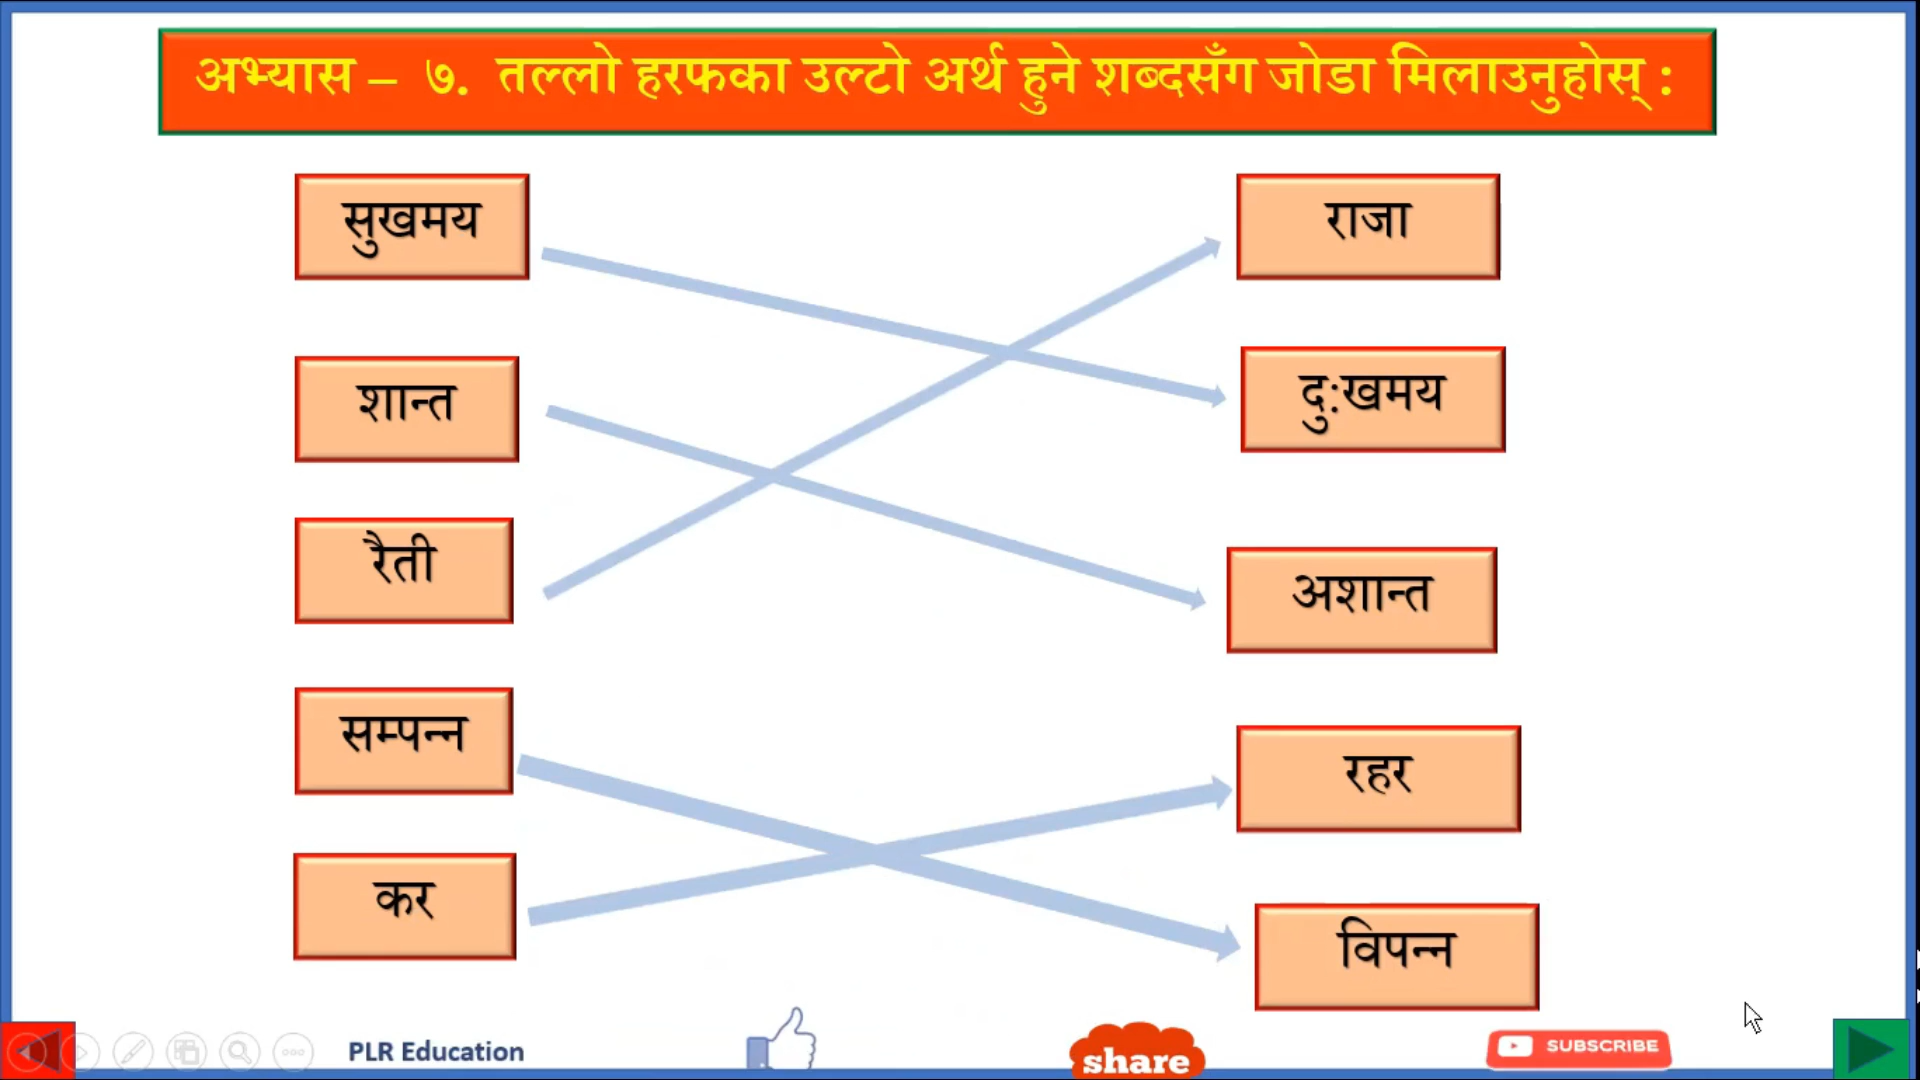 अभ्यास – ७. तल्लो हरफका उल्टो अर्थ हुने शब्दसँग जोडा मिलाउनुहोस् :
सुखमय
राजा
शान्त
दु:खमय
रैती
अशान्त
सम्पन्न
रहर
कर
विपन्न
PLR Education
share
SUBSCRIBE